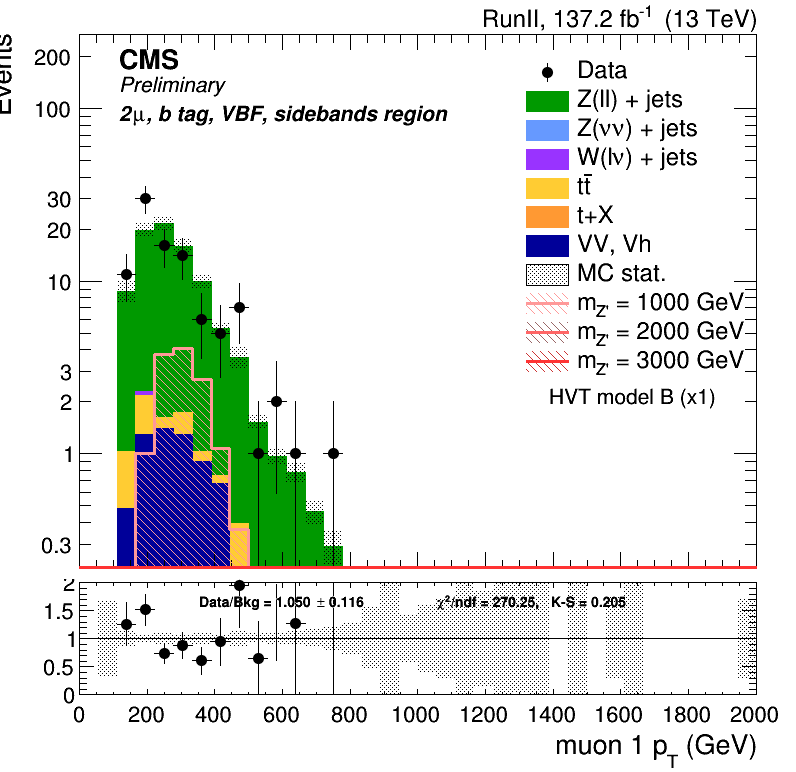 RunII, 137.2 fb⁻¹ (13 TeV)
Events
CMS
Preliminary
2μ, b tag, VBF, sidebands region
Data
Z(ll) + jets
Z(νν) + jets
W(lν) + jets
tt̄
t+X
VV, Vh
MC stat.
m_Z' = 1000 GeV
m_Z' = 2000 GeV
m_Z' = 3000 GeV
HVT model B (x1)
200
100
30
20
10
3
2
1
0.3
Data/Bkg = 1.050 ± 0.116
χ²/ndf = 270.25, K-S = 0.205
2
1.5
1
0.5
0
0 200 400 600 800 1000 1200 1400 1600 1800 2000
muon 1 p_T (GeV)